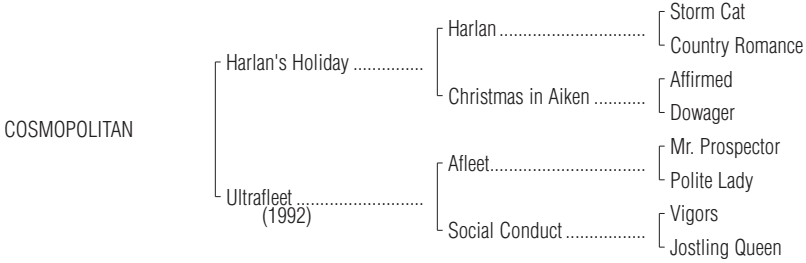 Storm Cat
Harlan..............................
Country Romance
Harlan's Holiday ...............
Affirmed
Christmas in Aiken ...........
Dowager
COSMOPOLITAN
Mr. Prospector
Afleet................................
Polite Lady
Ultrafleet ...........................
(1992)
Vigors
Social Conduct .................
Jostling Queen